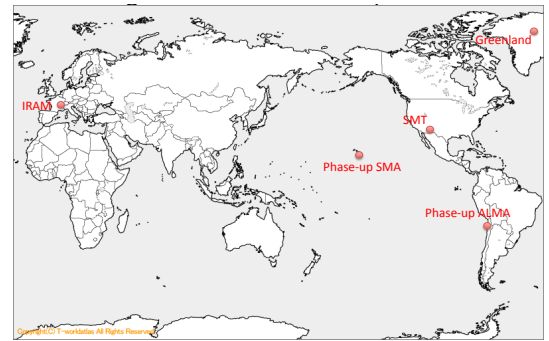 Greenland
IRAM
SMT
Phase-up SMA
Phase-up ALMA
Copyright(C) T-worldatlas All Rights Reserved